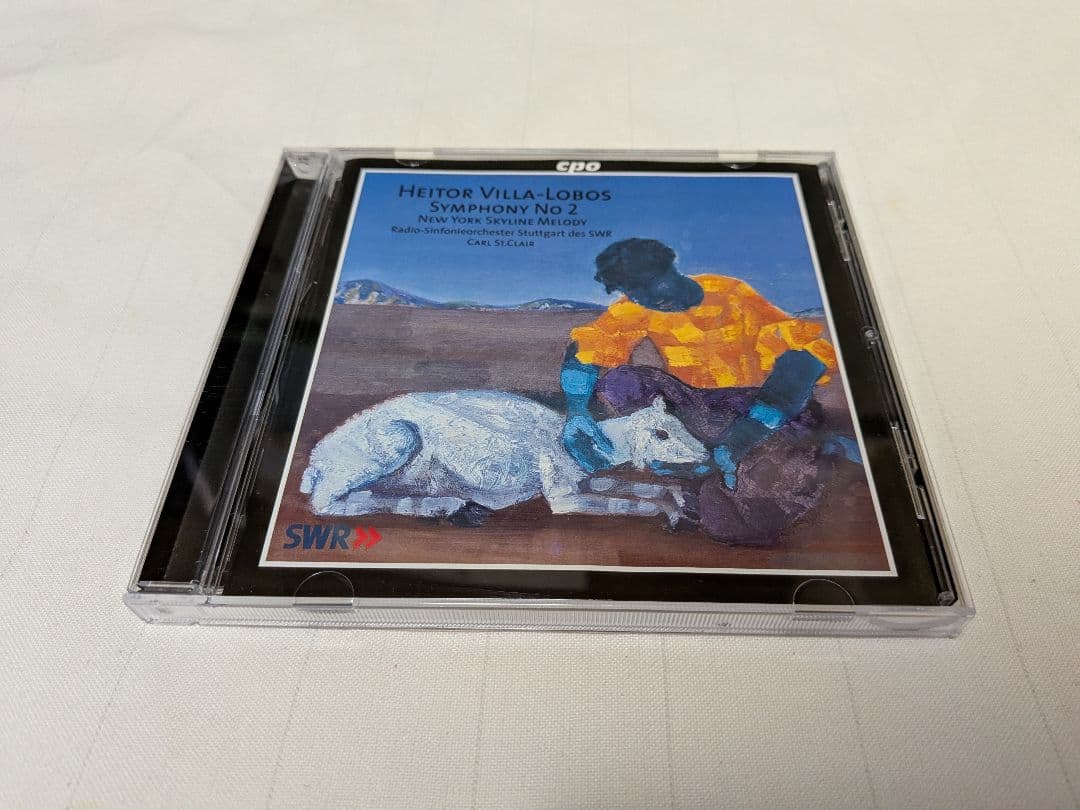 cpo
HEITOR VILLA-LOBOS
SYMPHONY NO 2
NEW YORK SKYLINE MELODY
Radio-Sinfonieorchester Stuttgart des SWR
CARL ST.CLAIR
SWR